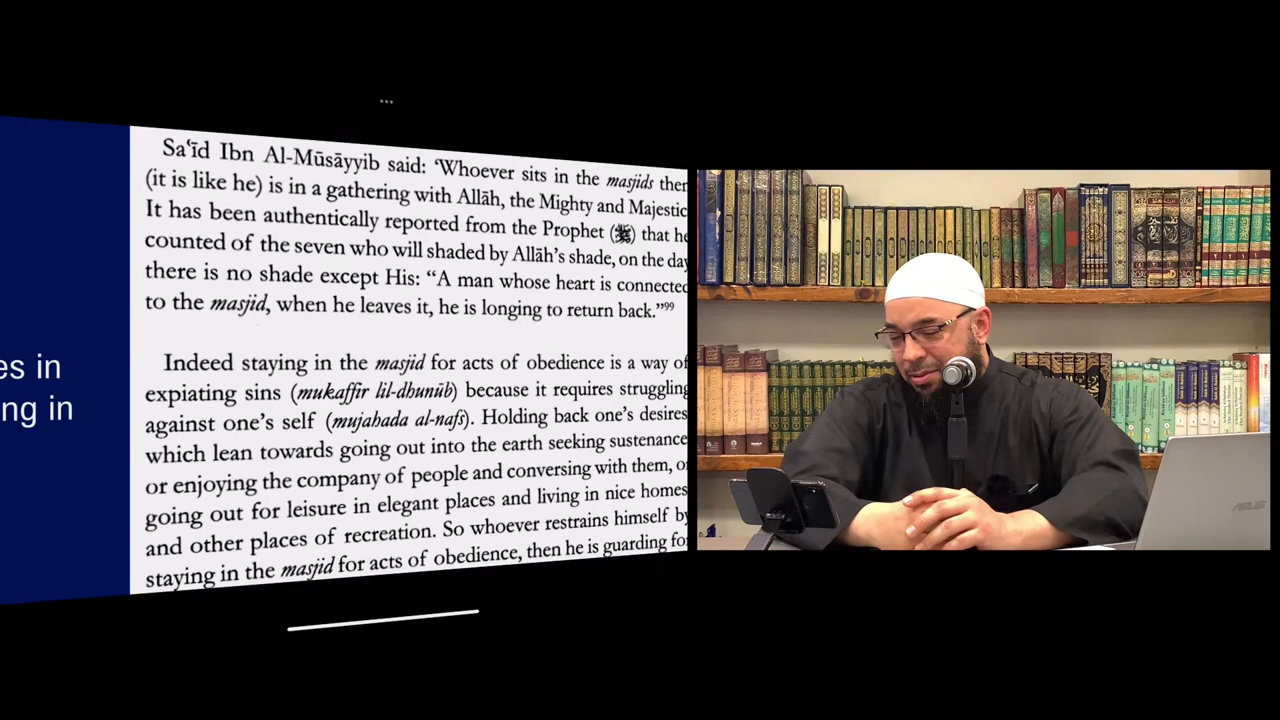 es in
ng in
Sa‘īd Ibn Al-Mūsāyyib said: ‘Whoever sits in the masjids then
(it is like he) is in a gathering with Allāh, the Mighty and Majestic
It has been authentically reported from the Prophet (ﷺ) that he
counted of the seven who will shaded by Allāh’s shade, on the day
there is no shade except His: “A man whose heart is connected
to the masjid, when he leaves it, he is longing to return back.”⁹⁹
Indeed staying in the masjid for acts of obedience is a way of
expiating sins (mukaffir lil-dhunūb) because it requires struggling
against one’s self (mujahada al-nafs). Holding back one’s desires
which lean towards going out into the earth seeking sustenance
or enjoying the company of people and conversing with them, o
going out for leisure in elegant places and living in nice homes
and other places of recreation. So whoever restrains himself by
staying in the masjid for acts of obedience, then he is guarding fo
ASUS